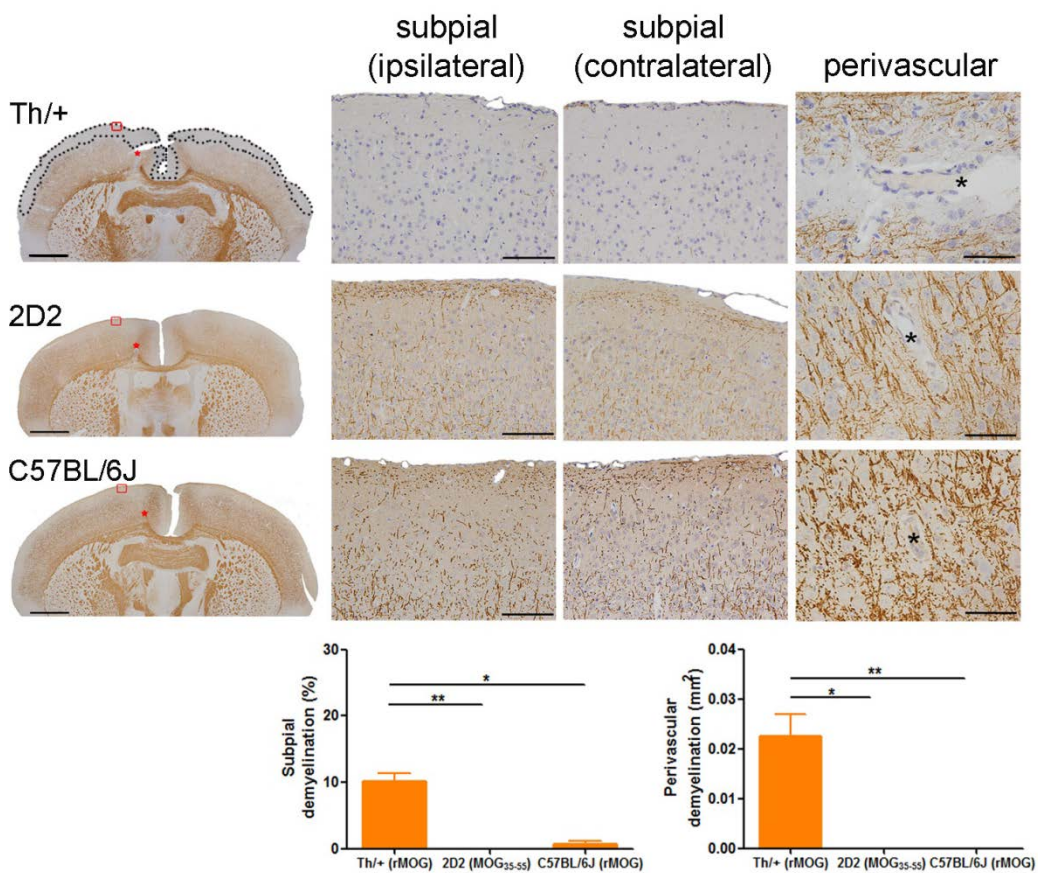 subpial
(ipsilateral)
subpial
(contralateral)
perivascular
Th/+
*
2D2
*
C57BL/6J
*
Subpial
demyelination (%)
30
20
10
0
*
**
Th/+ (rMOG)
2D2 (MOG35-55)
C57BL/6J (rMOG)
Perivascular
demyelination (mm2)
0.04
0.03
0.02
0.01
0.00
**
*
Th/+ (rMOG)
2D2 (MOG35-55)
C57BL/6J (rMOG)